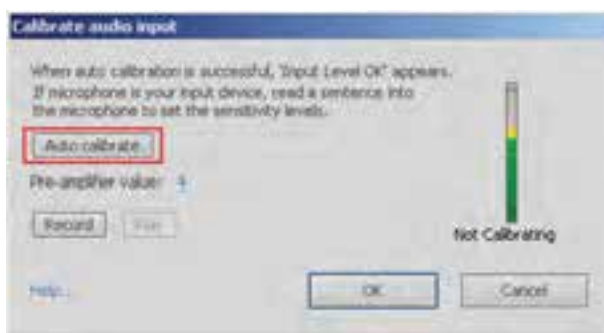 Calibrate audio input
When auto calibration is successful, 'Input Level OK' appears.
If microphone is your input device, read a sentence into
the microphone to set the sensitivity levels.
Auto calibrate
Pre-amplifier value:
Record
Not Calibrating
Help...
OK
Cancel